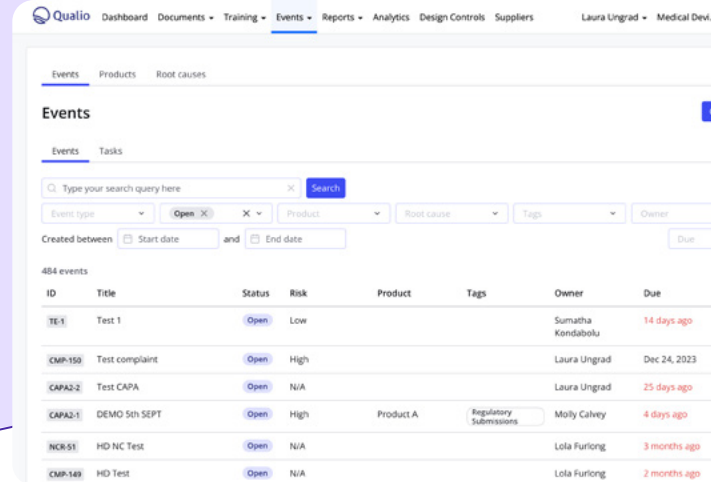 Qualio Dashboard Documents Training Events Reports Analytics Design Controls Suppliers Laura Ungrad Medical Devi.
Events Products Root causes
Events
Events Tasks
Type your search query here Search
Event type Open Product Root cause Tags Owner
Created between Start date and End date Due
484 events
ID Title Status Risk Product Tags Owner Due
TE-1 Test 1 Open Low Sumatha Kondabolu 14 days ago
CMP-150 Test complaint Open High Laura Ungrad Dec 24, 2023
CAPA2-2 Test CAPA Open N/A Laura Ungrad 25 days ago
CAPA2-1 DEMO 5th SEPT Open High Product A Regulatory Submissions Molly Calvey 4 days ago
NCR-51 HD NC Test Open N/A Lola Furlong 3 months ago
CMP-149 HD Test Open N/A Lola Furlong 2 months ago